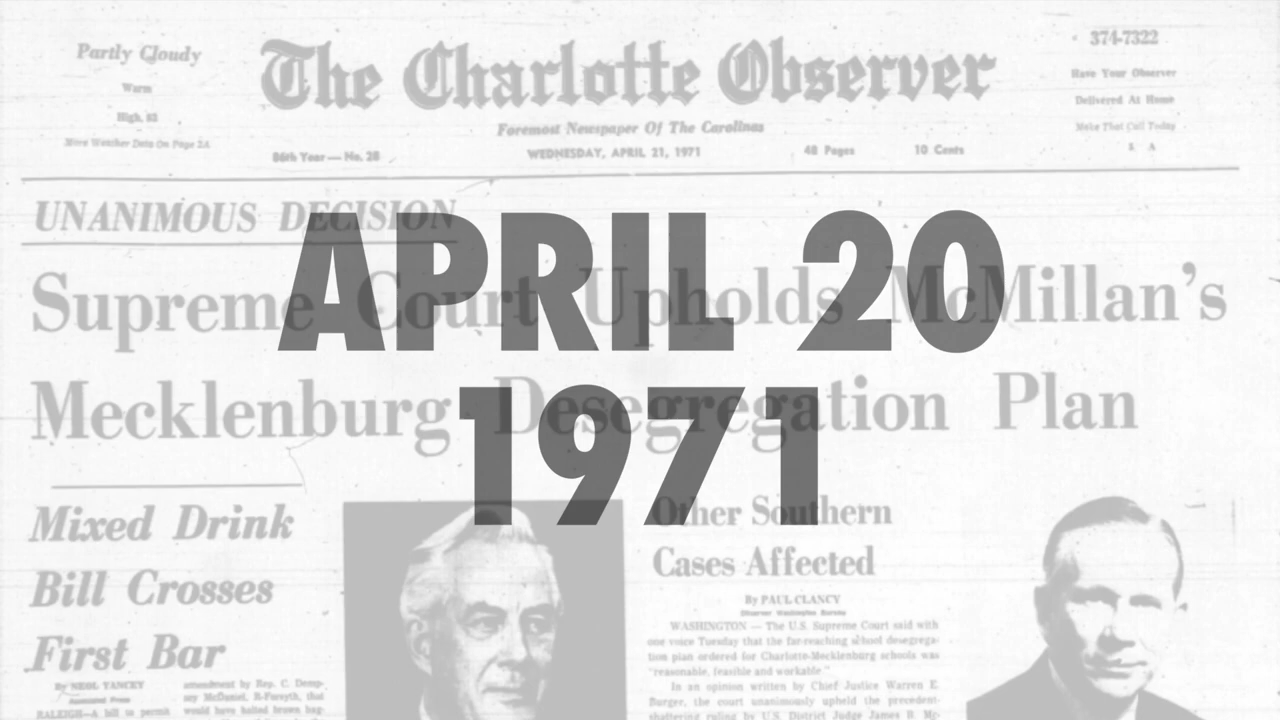 Partly Cloudy
Warm
High, 83
More Weather Data On Page 2A
The Charlotte Observer
Foremost Newspaper Of The Carolinas
86th Year — No. 28
WEDNESDAY, APRIL 21, 1971
48 Pages
10 Cents
374-7322
Have Your Observer
Delivered At Home
Make That Call Today
UNANIMOUS DECISION
APRIL 20
1971
Supreme Court Upholds McMillan's
Mecklenburg Desegregation Plan
Mixed Drink
Bill Crosses
First Bar
By NEOL YANCEY
Associated Press
RALEIGH—A bill to permit
amendment by Rep. C. Demp-
sey McDaniel, R-Forsyth, that
would have halted brown bag-
Other Southern
Cases Affected
By PAUL CLANCY
Observer Washington Bureau
WASHINGTON — The U.S. Supreme Court said with
one voice Tuesday that the far-reaching school desegrega-
tion plan ordered for Charlotte-Mecklenburg schools was
"reasonable, feasible and workable."
In an opinion written by Chief Justice Warren E.
Burger, the court unanimously upheld the precedent-
shattering ruling by U.S. District Judge James B. Mc-